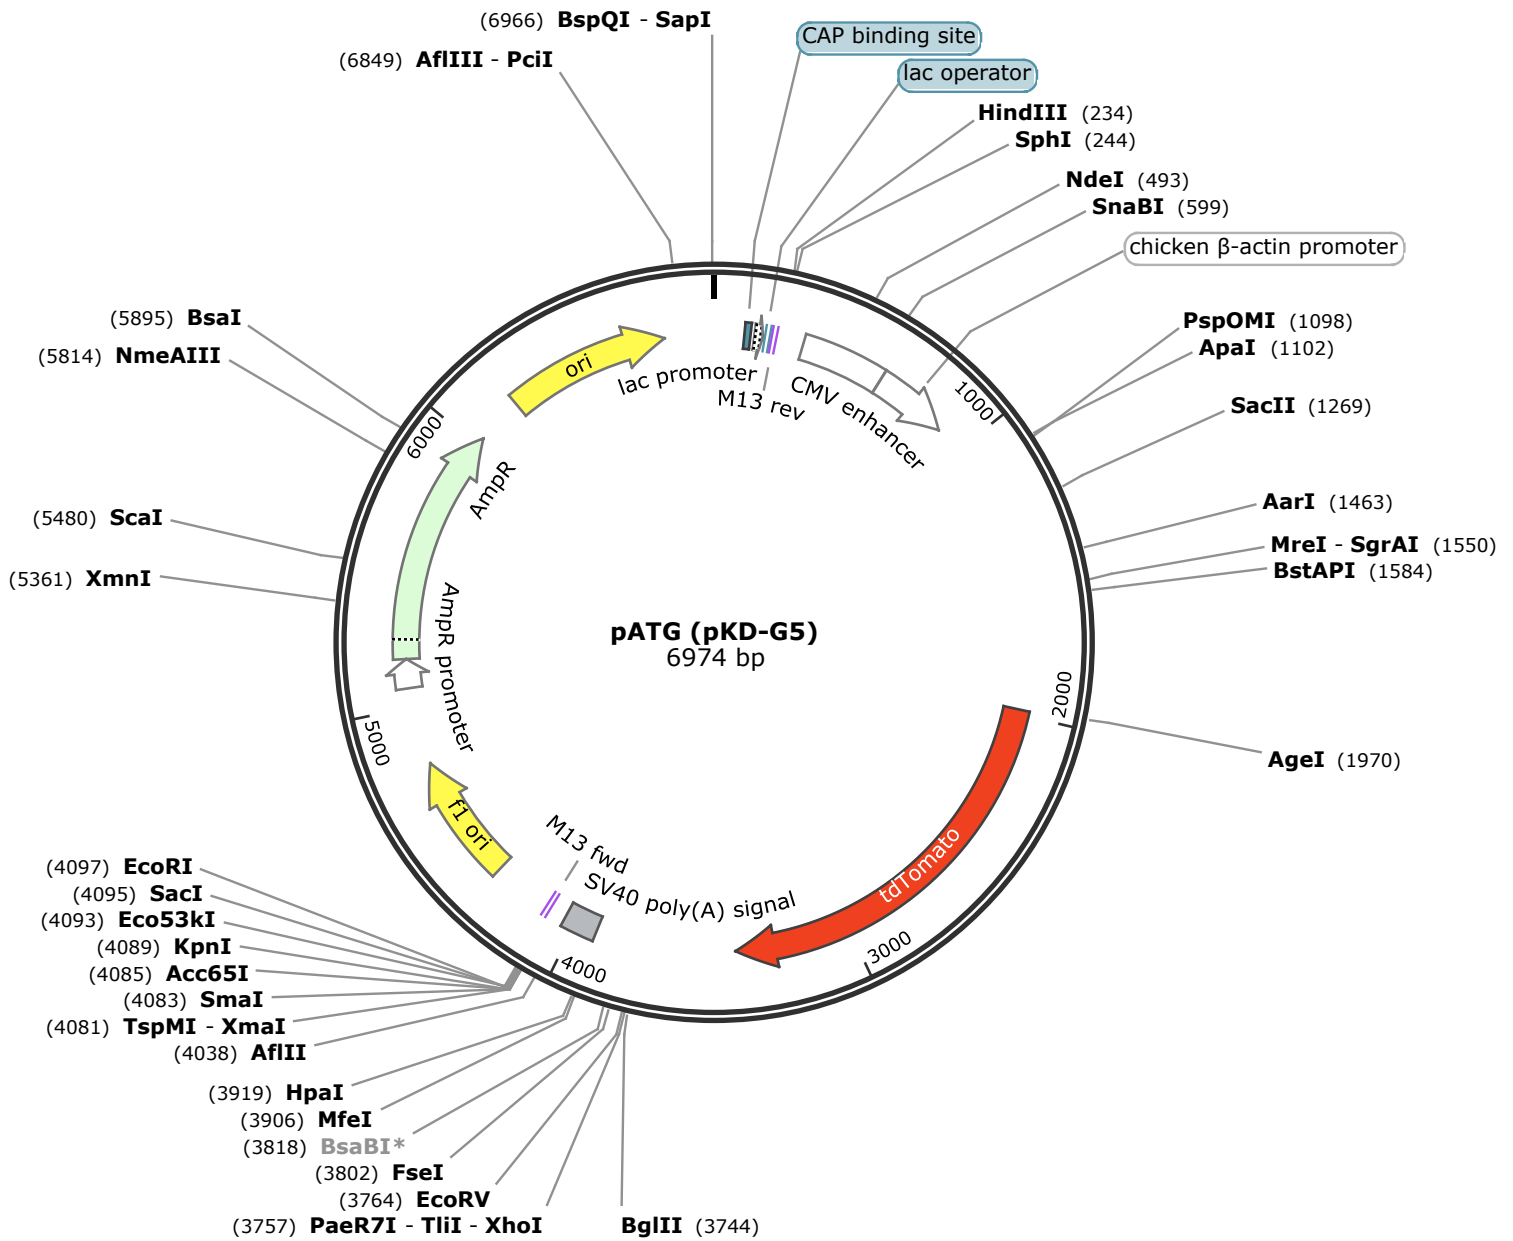 (6966) BspQI - SapI
(6849) AflIII - PciI
CAP binding site
lac operator
HindIII (234)
SphI (244)
NdeI (493)
SnaBI (599)
chicken β-actin promoter
PspOMI (1098)
ApaI (1102)
SacII (1269)
AarI (1463)
MreI - SgrAI (1550)
BstAPI (1584)
AgeI (1970)
(5895) BsaI
(5814) NmeAIII
(5480) ScaI
(5361) XmnI
ori
lac promoter
M13 rev
CMV enhancer
1000
6000
AmpR
AmpR promoter
pATG (pKD-G5)
6974 bp
2000
5000
f1 ori
M13 fwd
SV40 poly(A) signal
tdTomato
3000
4000
(4097) EcoRI
(4095) SacI
(4093) Eco53kI
(4089) KpnI
(4085) Acc65I
(4083) SmaI
(4081) TspMI - XmaI
(4038) AflII
(3919) HpaI
(3906) MfeI
(3818) BsaBI*
(3802) FseI
(3764) EcoRV
(3757) PaeR7I - TliI - XhoI
BglII (3744)